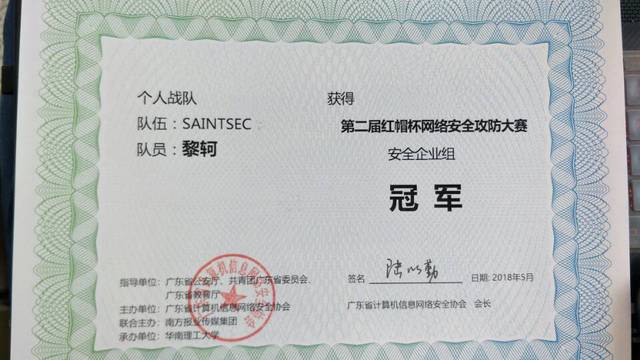 个人战队
队伍：SAINTSEC
队员：黎轲
获得
第二届红帽杯网络安全攻防大赛
安全企业组
冠军
指导单位：广东省公安厅、共青团广东省委员会、
广东省教育厅
主办单位：广东省计算机信息网络安全协会
联合主办：南方报业传媒集团
承办单位：华南理工大学
签名 陆以勤 日期: 2018年5月
广东省计算机信息网络安全协会 会长